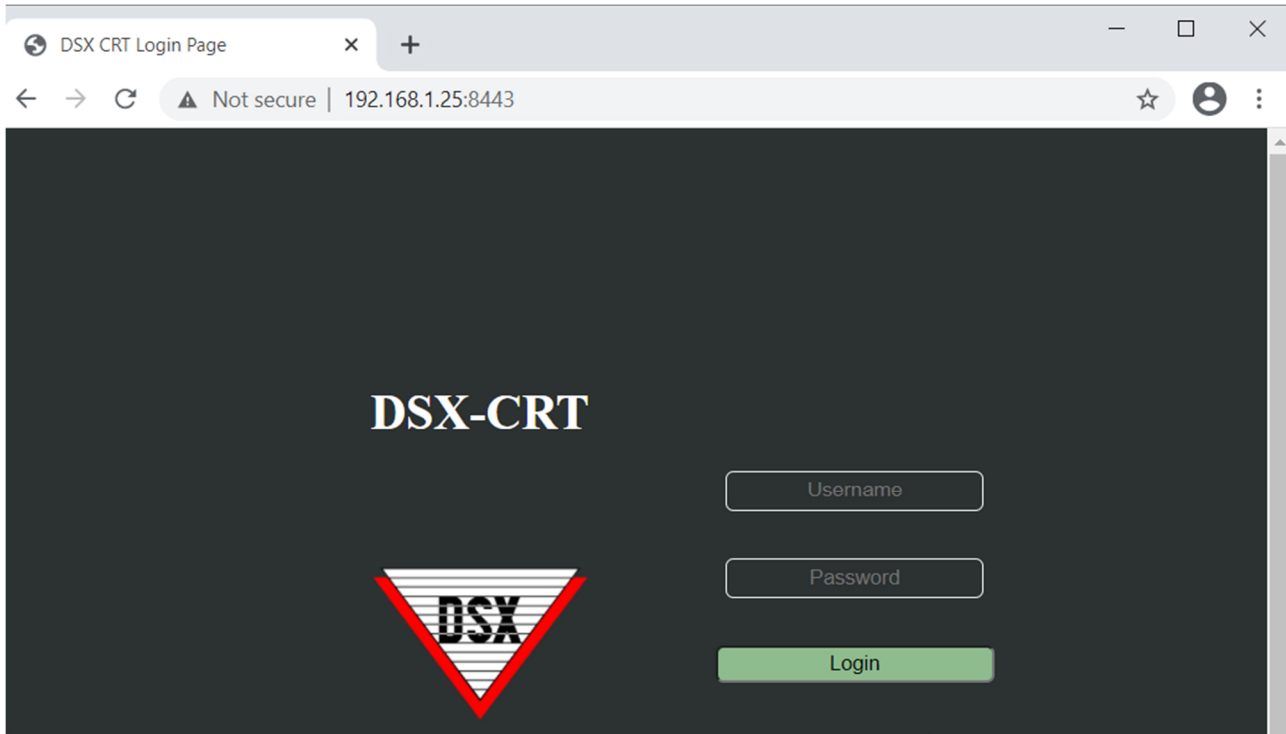 DSX CRT Login Page
Not secure | 192.168.1.25:8443
DSX-CRT
Username
Password
DSX
Login